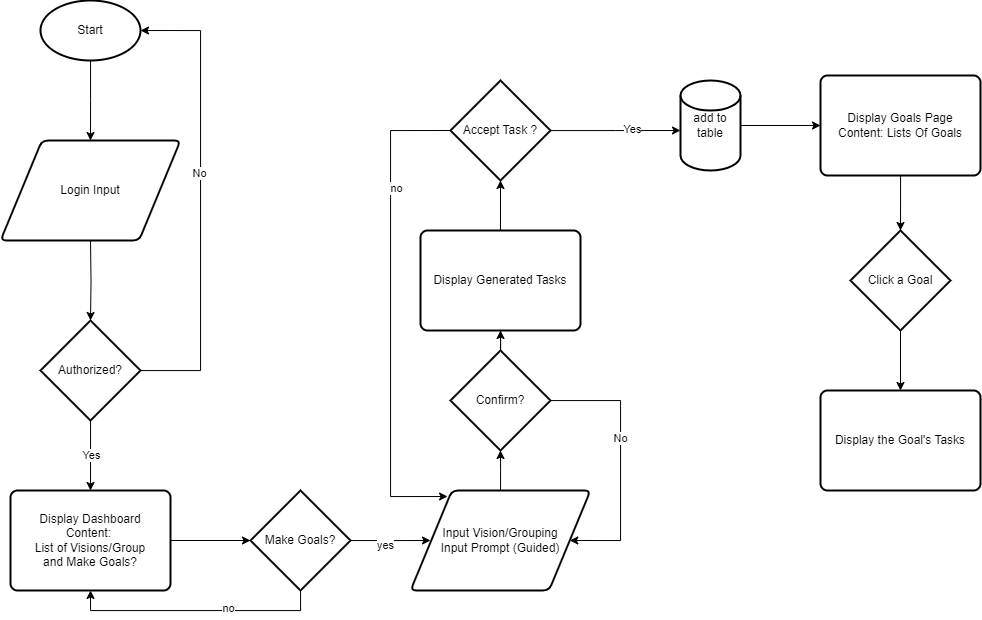 Start
No
Login Input
Authorized?
Yes
Display Dashboard
Content:
List of Visions/Group
and Make Goals?
Make Goals?
no
yes
Input Vision/Grouping
Input Prompt (Guided)
Confirm?
No
Display Generated Tasks
Accept Task ?
no
Yes
add to
table
Display Goals Page
Content: Lists Of Goals
Click a Goal
Display the Goal's Tasks